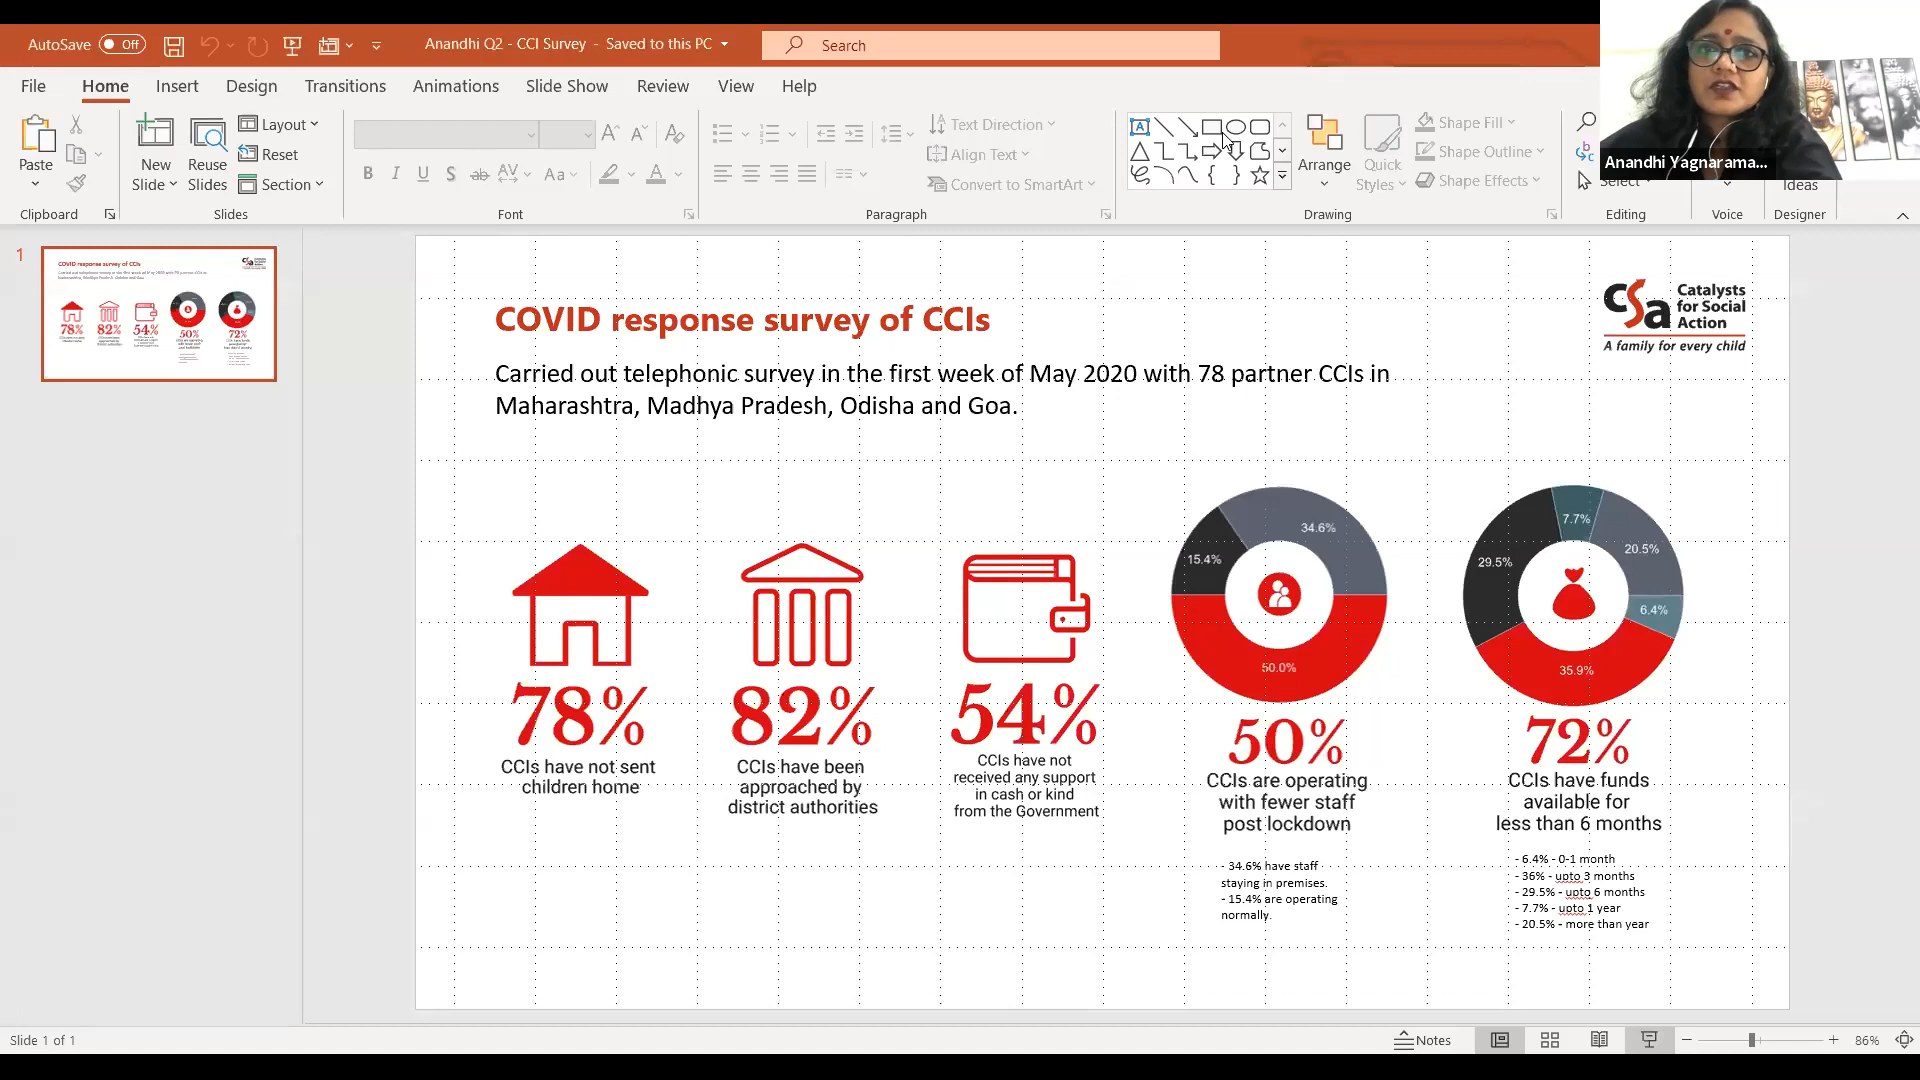 AutoSave Off
Anandhi Q2 - CCI Survey - Saved to this PC
Search
File Home Insert Design Transitions Animations Slide Show Review View Help
Paste
New Slide
Reuse Slides
Layout
Reset
Section
B I U S ab AV Aa A
Text Direction
Align Text
Convert to SmartArt
A
Arrange
Quick Styles
Shape Fill
Shape Outline
Shape Effects
Select
Ideas
Clipboard Slides Font Paragraph Drawing Editing Voice Designer
Anandhi Yagnarama...
1
COVID response survey of CCIs
Carried out telephonic survey in the first week of May 2020 with 78 partner CCIs in
Maharashtra, Madhya Pradesh, Odisha and Goa.
csa
Catalysts
for Social
Action
A family for every child
78%
CCIs have not sent
children home
82%
CCIs have been
approached by
district authorities
54%
CCIs have not
received any support
in cash or kind
from the Government
34.6%
15.4%
50.0%
50%
CCIs are operating
with fewer staff
post lockdown
- 34.6% have staff
staying in premises.
- 15.4% are operating
normally.
7.7%
20.5%
29.5%
6.4%
35.9%
72%
CCIs have funds
available for
less than 6 months
- 6.4% - 0-1 month
- 36% - upto 3 months
- 29.5% - upto 6 months
- 7.7% - upto 1 year
- 20.5% - more than year
Slide 1 of 1
Notes
86%